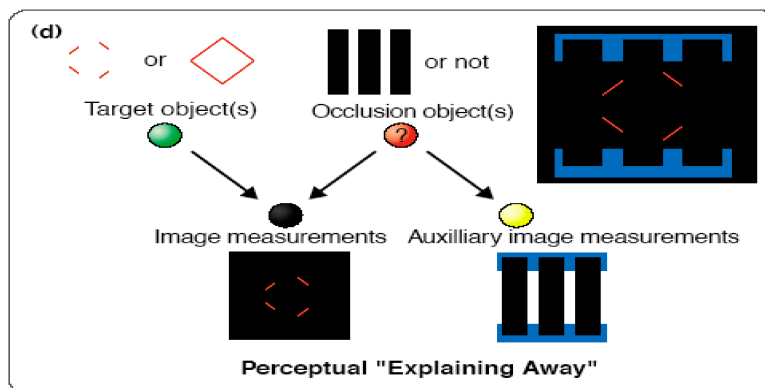 (d)
or
or not
Target object(s)
Occlusion object(s)
?
Image measurements
Auxilliary image measurements
Perceptual "Explaining Away"